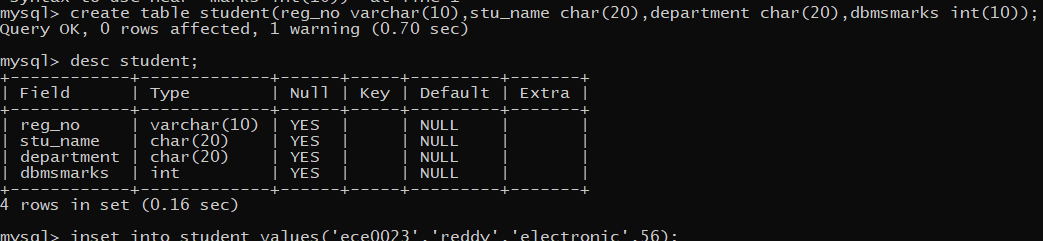 mysql> create table student(reg_no varchar(10),stu_name char(20),department char(20),dbmsmarks int(10));
Query OK, 0 rows affected, 1 warning (0.70 sec)
mysql> desc student;
+------------+-------------+------+-----+---------+-------+
| Field      | Type        | Null | Key | Default | Extra |
+------------+-------------+------+-----+---------+-------+
| reg_no     | varchar(10) | YES  |     | NULL    |       |
| stu_name   | char(20)    | YES  |     | NULL    |       |
| department | char(20)    | YES  |     | NULL    |       |
| dbmsmarks  | int         | YES  |     | NULL    |       |
+------------+-------------+------+-----+---------+-------+
4 rows in set (0.16 sec)
mysql> inset into student values('ece0023','reddy','electronic',56);